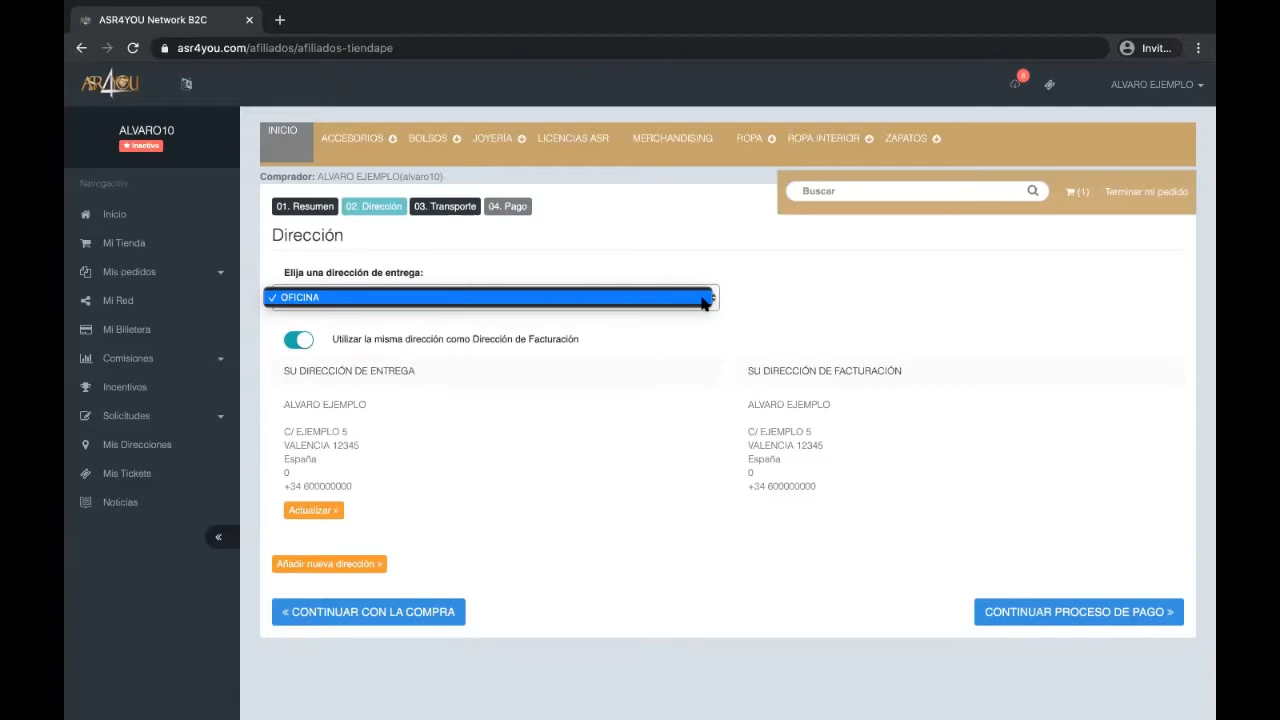 ASR4YOU Network B2C
asr4you.com/afiliados/afiliados-tiendape
Invit...
ASR4YOU
8
ALVARO EJEMPLO
ALVARO10
Inactivo
Navegación
Inicio
Mi Tienda
Mis pedidos
Mi Red
Mi Billetera
Comisiones
Incentivos
Solicitudes
Mis Direcciones
Mis Tickets
Noticias
INICIO ACCESORIOS BOLSOS JOYERÍA LICENCIAS ASR MERCHANDISING ROPA ROPA INTERIOR ZAPATOS
Comprador: ALVARO EJEMPLO(alvaro10)
Buscar
(1) Terminar mi pedido
01. Resumen 02. Dirección 03. Transporte 04. Pago
Dirección
Elija una dirección de entrega:
✓ OFICINA
Utilizar la misma dirección como Dirección de Facturación
SU DIRECCIÓN DE ENTREGA
ALVARO EJEMPLO
C/ EJEMPLO 5
VALENCIA 12345
España
0
+34 600000000
Actualizar »
SU DIRECCIÓN DE FACTURACIÓN
ALVARO EJEMPLO
C/ EJEMPLO 5
VALENCIA 12345
España
0
+34 600000000
Añadir nueva dirección »
« CONTINUAR CON LA COMPRA
CONTINUAR PROCESO DE PAGO »